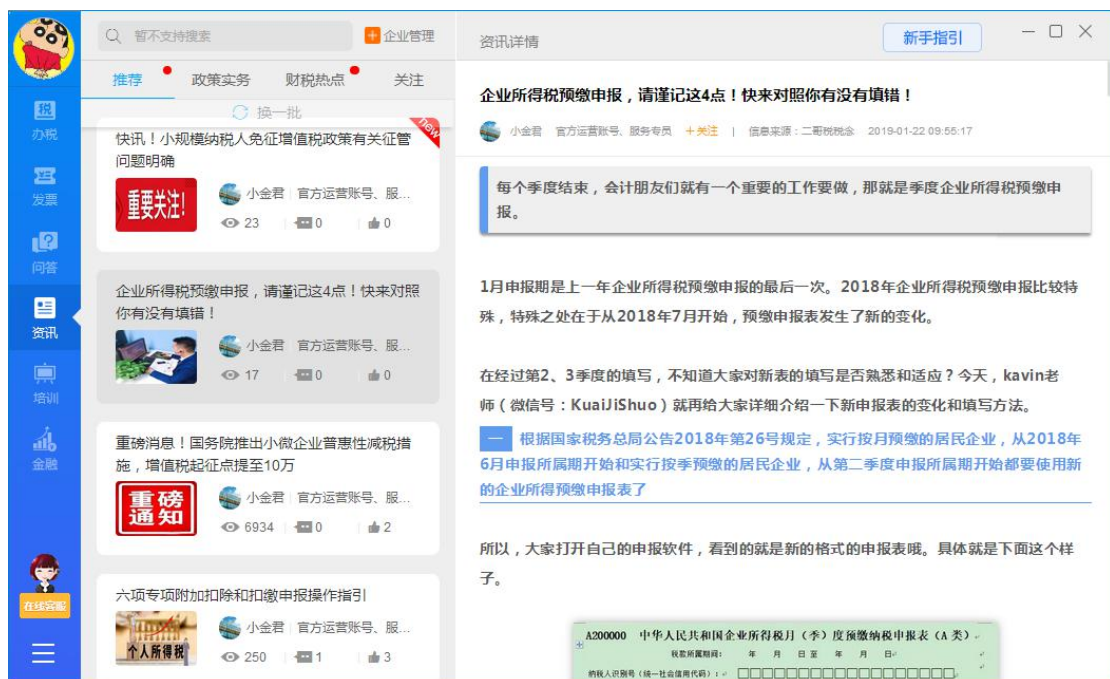 暂不支持搜索
企业管理
资讯详情
新手指引
推荐
政策实务
财税热点
关注
换一批
税
办税
发票
问答
资讯
培训
金融
在线客服
new
快讯！小规模纳税人免征增值税政策有关征管
问题明确
重要关注!
小金君 官方运营账号、服...
23 0 0
企业所得税预缴申报，请谨记这4点！快来对照
你有没有填错！
小金君 官方运营账号、服...
17 0 0
重磅消息！国务院推出小微企业普惠性减税措
施，增值税起征点提至10万
重磅
通知
小金君 官方运营账号、服...
6934 0 2
六项专项附加扣除和扣缴申报操作指引
个人所得税
小金君 官方运营账号、服...
250 1 3
企业所得税预缴申报，请谨记这4点！快来对照你有没有填错！
小金君 官方运营账号、服务专员 +关注 | 信息来源：二哥税税念 2019-01-22 09:55:17
每个季度结束，会计朋友们就有一个重要的工作要做，那就是季度企业所得税预缴申
报。
1月申报期是上一年企业所得税预缴申报的最后一次。2018年企业所得税预缴申报比较特
殊，特殊之处在于从2018年7月开始，预缴申报表发生了新的变化。
在经过第2、3季度的填写，不知道大家对新表的填写是否熟悉和适应？今天，kavin老
师（微信号：KuaiJiShuo）就再给大家详细介绍一下新申报表的变化和填写方法。
一 根据国家税务总局公告2018年第26号规定，实行按月预缴的居民企业，从2018年
6月申报所属期开始和实行按季预缴的居民企业，从第二季度申报所属期开始都要使用新
的企业所得预缴申报表了
所以，大家打开自己的申报软件，看到的就是新的格式的申报表哦。具体就是下面这个样
子。
A200000 中华人民共和国企业所得税月（季）度预缴纳税申报表（A类）
税款所属期间： 年 月 日至 年 月 日
纳税人识别号（统一社会信用代码）：□□□□□□□□□□□□□□□□□□